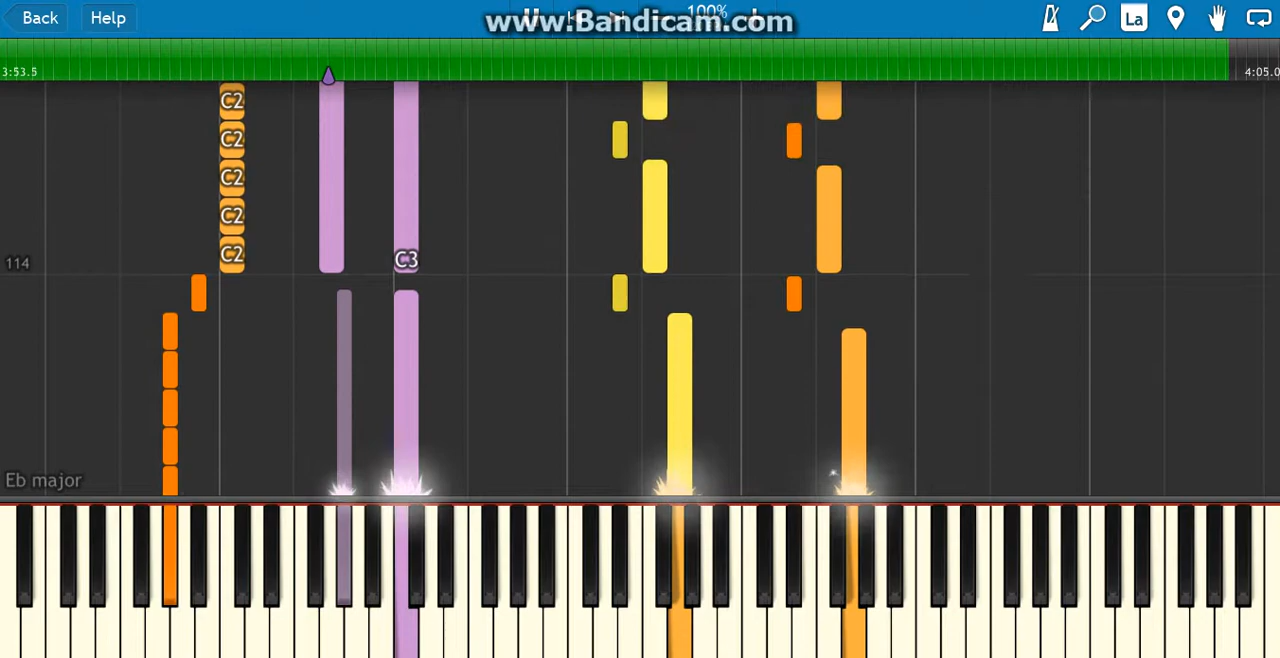 Back
Help
100%
www.Bandicam.com
La
3:53.5
4:05.0
C2
C2
C2
C2
C2
114
C3
Eb major